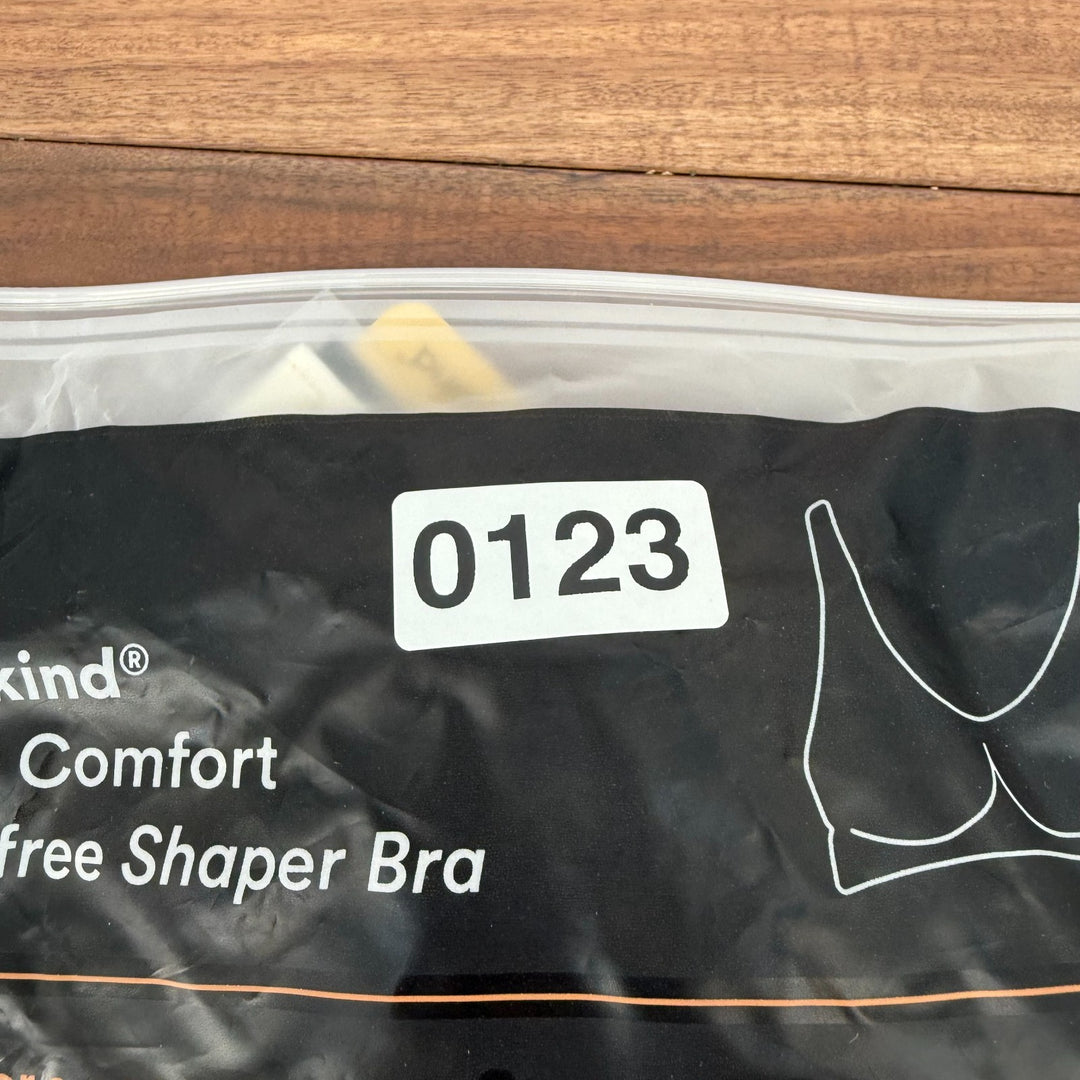 0123
kind®
Comfort
free Shaper Bra